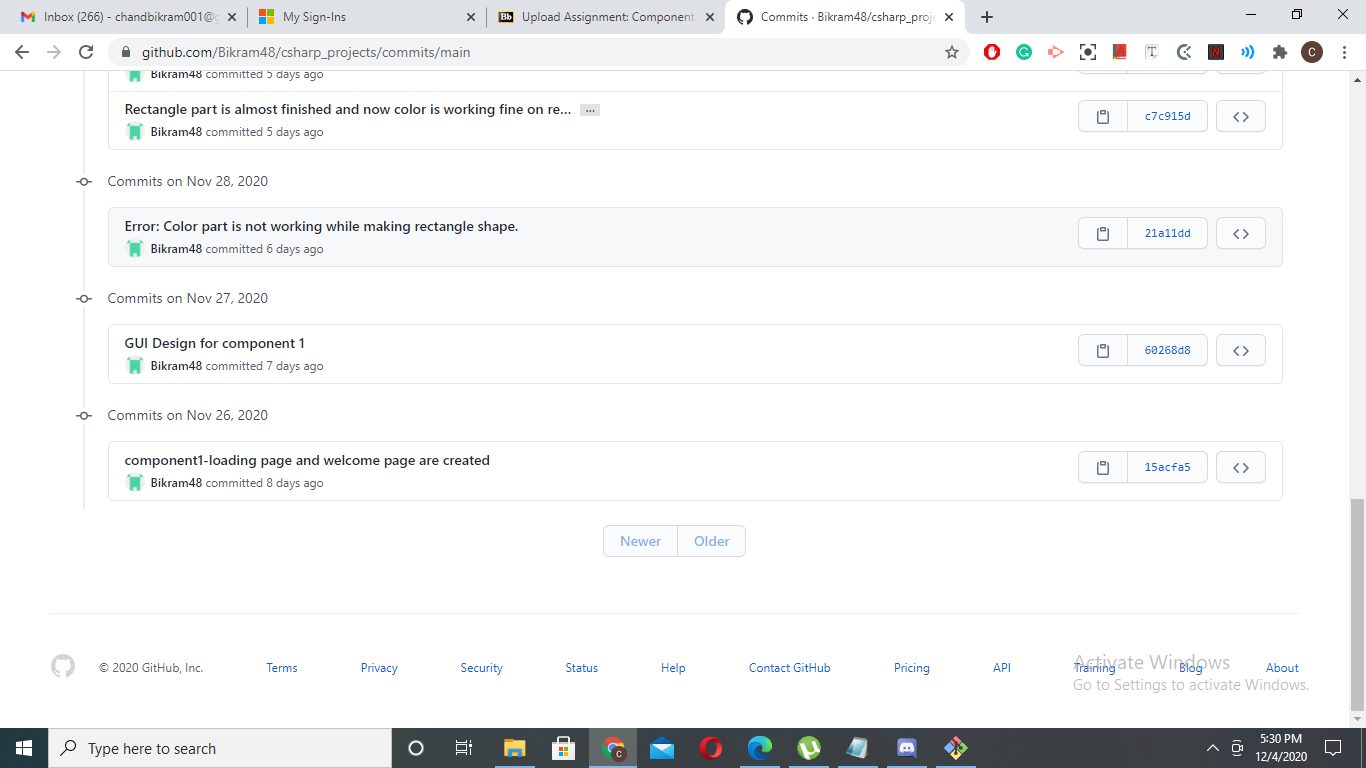 Inbox (266) - chandbikram001@g
My Sign-Ins
Bb Upload Assignment: Component
Commits · Bikram48/csharp_proje
github.com/Bikram48/csharp_projects/commits/main
Bikram48 committed 5 days ago
Rectangle part is almost finished and now color is working fine on re... ...
Bikram48 committed 5 days ago
c7c915d
Commits on Nov 28, 2020
Error: Color part is not working while making rectangle shape.
Bikram48 committed 6 days ago
21a11dd
Commits on Nov 27, 2020
GUI Design for component 1
Bikram48 committed 7 days ago
60268d8
Commits on Nov 26, 2020
component1-loading page and welcome page are created
Bikram48 committed 8 days ago
15acfa5
Newer Older
© 2020 GitHub, Inc. Terms Privacy Security Status Help Contact GitHub Pricing API Training Blog About
Activate Windows
Go to Settings to activate Windows.
Type here to search
5:30 PM
12/4/2020